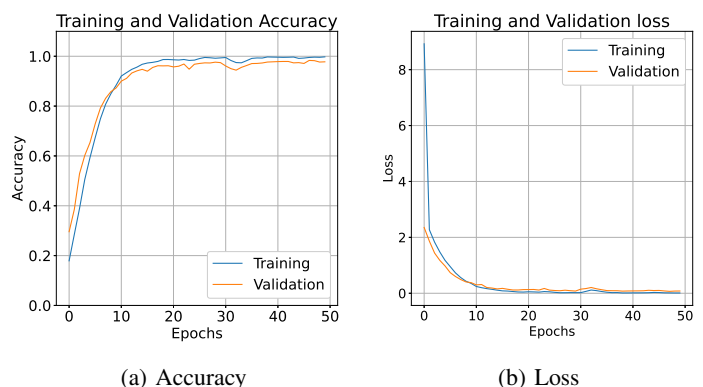 Training and Validation Accuracy
1.0
0.8
0.6
0.4
0.2
0.0
Accuracy
Training
Validation
0 10 20 30 40 50
Epochs
(a) Accuracy
Training and Validation loss
8
6
4
2
0
Loss
Training
Validation
0 10 20 30 40 50
Epochs
(b) Loss